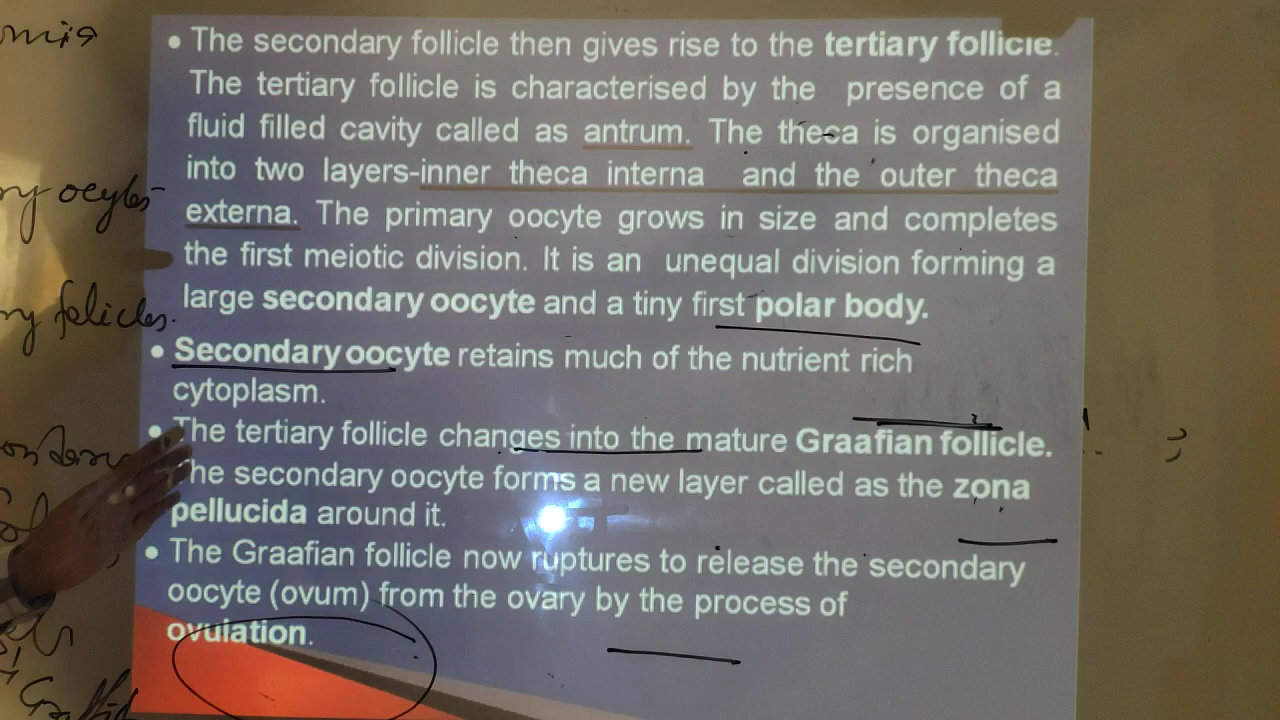 • The secondary follicle then gives rise to the tertiary follicle.
The tertiary follicle is characterised by the presence of a
fluid filled cavity called as antrum. The theca is organised
into two layers-inner theca interna and the outer theca
externa. The primary oocyte grows in size and completes
the first meiotic division. It is an unequal division forming a
large secondary oocyte and a tiny first polar body.
• Secondary oocyte retains much of the nutrient rich
cytoplasm.
• The tertiary follicle changes into the mature Graafian follicle.
The secondary oocyte forms a new layer called as the zona
pellucida around it.
• The Graafian follicle now ruptures to release the secondary
oocyte (ovum) from the ovary by the process of
ovulation.